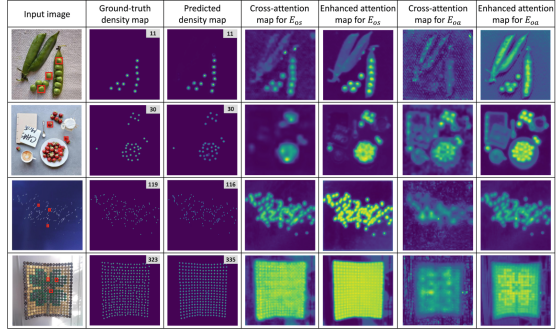 Input image
Ground-truth density map
Predicted density map
Cross-attention map for E_os
Enhanced attention map for E_os
Cross-attention map for E_oa
Enhanced attention map for E_oa
11
11
30
30
119
116
323
335